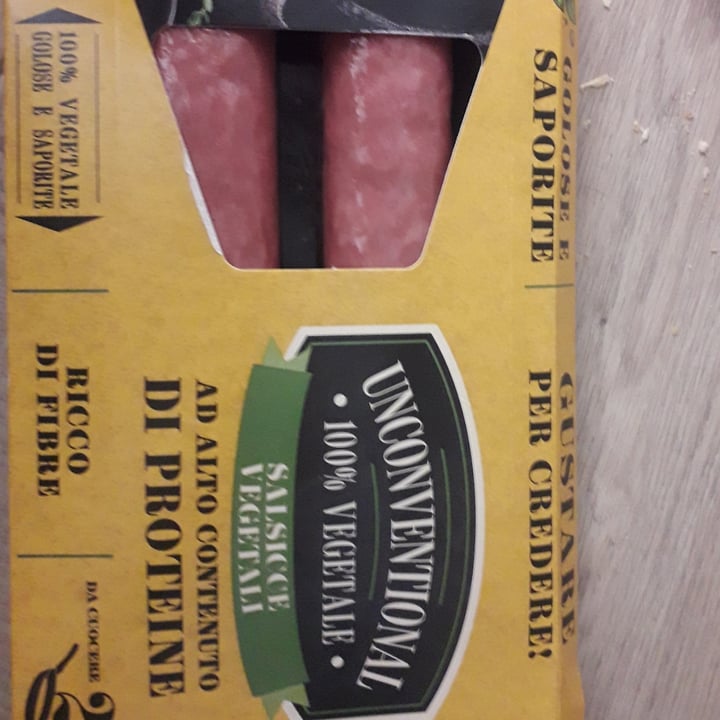 GOLOSE E
SAPORITE
GUSTARE
PER CREDERE!
UNCONVENTIONAL
• 100% VEGETALE •
SALSICCE
VEGETALI
AD ALTO CONTENUTO
DI PROTEINE
100% VEGETALE
GOLOSE E SAPORITE
RICCO
DI FIBRE
DA CUOCERE